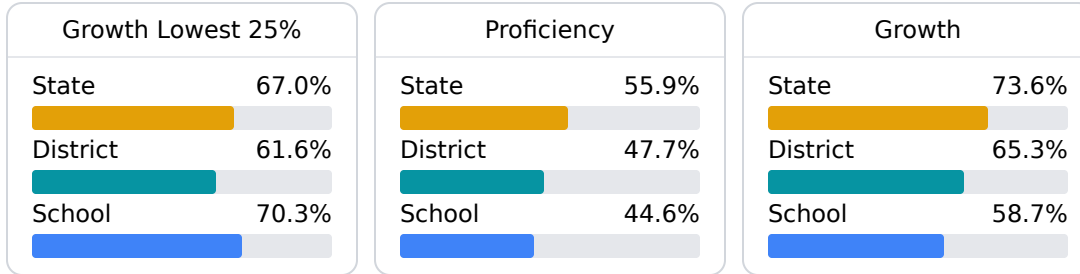 Growth Lowest 25%
State 67.0%
District 61.6%
School 70.3%
Proficiency
State 55.9%
District 47.7%
School 44.6%
Growth
State 73.6%
District 65.3%
School 58.7%